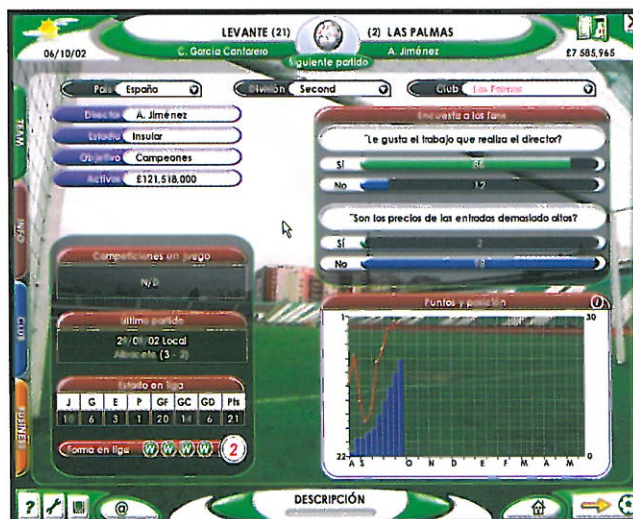 LEVANTE (21)
(2) LAS PALMAS
06/10/02
C. García Cantarero
A. Jiménez
£7 585,965
Siguiente partido
País España
División Second
Club Las Palmas
Director A. Jiménez
Estadio Insular
Objetivo Campeones
Activos £121,518,000
TEAM
INFO
CLUB
BUSINESS
Encuesta a los fans
¨Le gusta el trabajo que realiza el director?
Sí
No 12
¨Son los precios de las entradas demasiado altos?
Sí 2
No
Competiciones en juego
N/D
Último partido
02 Local
Albacete (3 - 2)
Estado en liga
J G E P GF GC GD Pts
10 6 3 1 20 14 6 21
Forma en liga W W W W 2
Puntos y posición
1
30
22
0
A S O N D E F M A M
? @
DESCRIPCIÓN